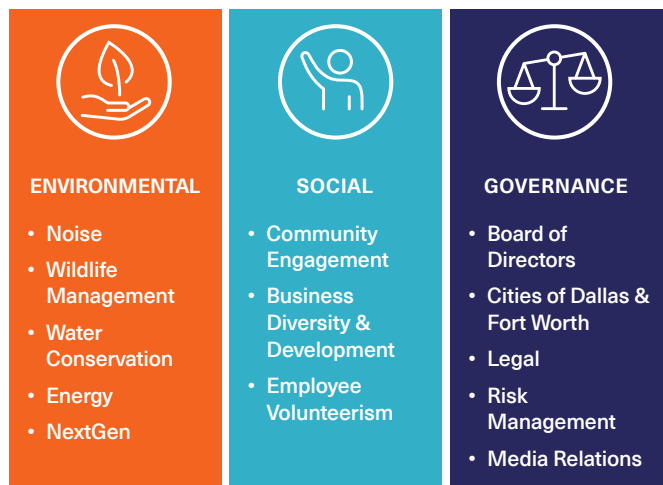 ENVIRONMENTAL
• Noise
• Wildlife
Management
• Water
Conservation
• Energy
• NextGen
SOCIAL
• Community
Engagement
• Business
Diversity &
Development
• Employee
Volunteerism
GOVERNANCE
• Board of
Directors
• Cities of Dallas &
Fort Worth
• Legal
• Risk
Management
• Media Relations